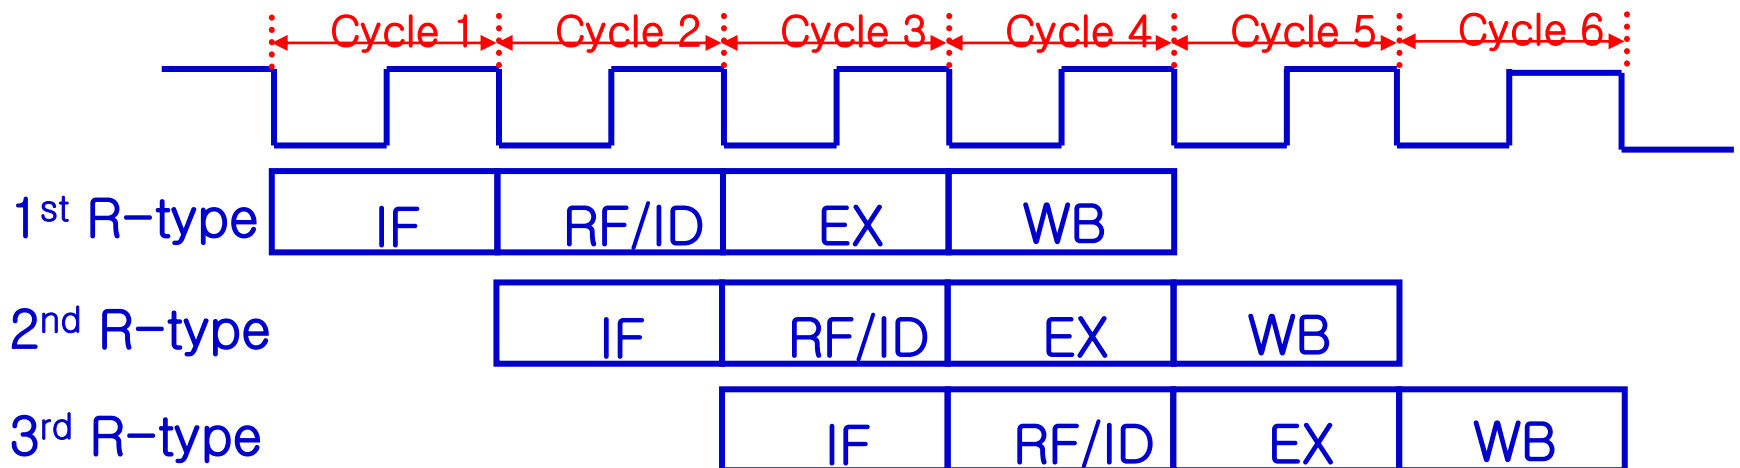 Cycle 1 Cycle 2 Cycle 3 Cycle 4 Cycle 5 Cycle 6
1st R-type IF RF/ID EX WB
2nd R-type IF RF/ID EX WB
3rd R-type IF RF/ID EX WB